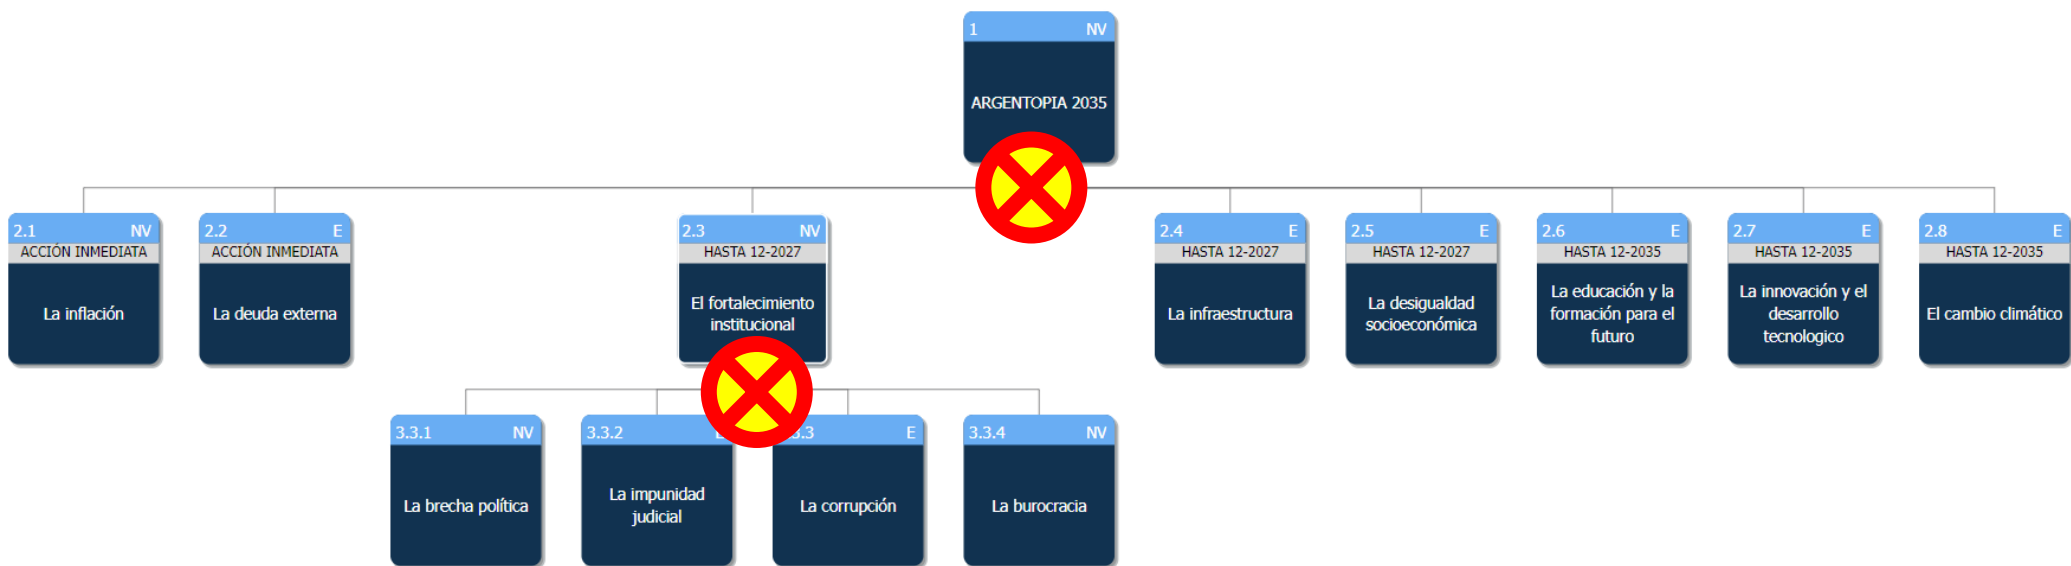 1 NV
ARGENTOPIA 2035
2.1 NV
ACCIÓN INMEDIATA
La inflación
2.2 E
ACCIÓN INMEDIATA
La deuda externa
2.3 NV
HASTA 12-2027
El fortalecimiento
institucional
2.4 E
HASTA 12-2027
La infraestructura
2.5 E
HASTA 12-2027
La desigualdad
socioeconómica
2.6 E
HASTA 12-2035
La educación y la
formación para el
futuro
2.7 E
HASTA 12-2035
La innovación y el
desarrollo
tecnologico
2.8 E
HASTA 12-2035
El cambio climático
3.3.1 NV
La brecha política
3.3.2
La impunidad
judicial
.3 E
La corrupción
3.3.4 NV
La burocracia